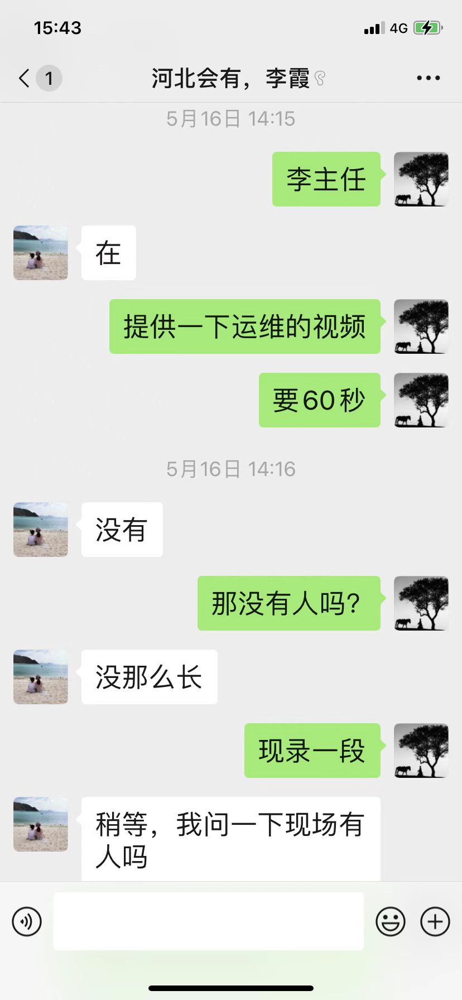 15:43
4G
1
河北会有，李霞
5月16日 14:15
李主任
在
提供一下运维的视频
要60秒
5月16日 14:16
没有
那没有人吗?
没那么长
现录一段
稍等，我问一下现场有
人吗